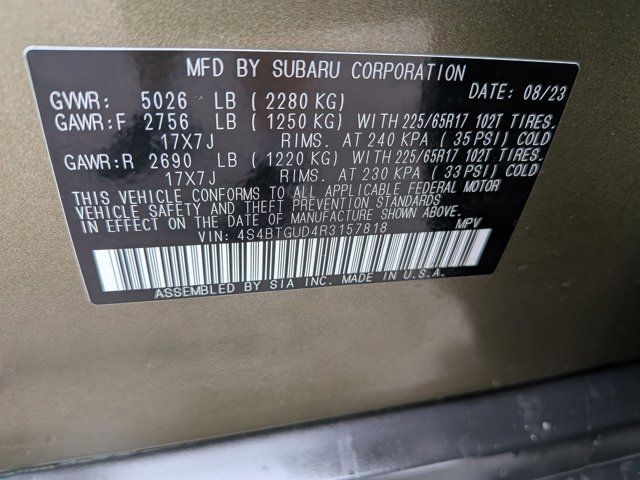 MFD BY SUBARU CORPORATION DATE: 08/23
GVWR: 5026 LB ( 2280 KG)
GAWR:F 2756 LB ( 1250 KG) WITH 225/65R17 102T TIRES.
17X7J RIMS. AT 240 KPA ( 35 PSI) COLD
GAWR:R 2690 LB ( 1220 KG) WITH 225/65R17 102T TIRES.
17X7J RIMS. AT 230 KPA ( 33 PSI) COLD
THIS VEHICLE CONFORMS TO ALL APPLICABLE FEDERAL MOTOR
VEHICLE SAFETY AND THEFT PREVENTION STANDARDS
IN EFFECT ON THE DATE OF MANUFACTURE SHOWN ABOVE.
VIN: 4S4BTGUD4R3157818 MPV
ASSEMBLED BY SIA INC. MADE IN U.S.A.